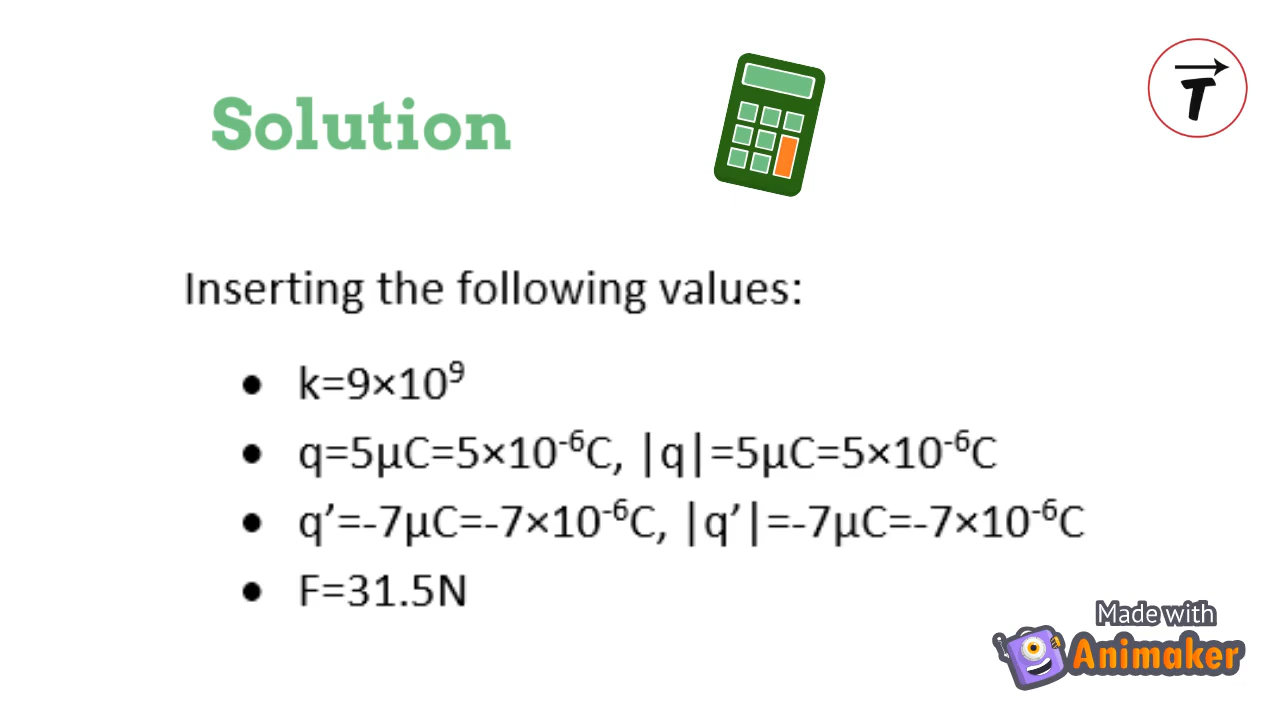 Solution
T
Inserting the following values:
● k=9×10⁹
● q=5μC=5×10⁻⁶C, |q|=5μC=5×10⁻⁶C
● q’=-7μC=-7×10⁻⁶C, |q’|=-7μC=-7×10⁻⁶C
● F=31.5N
Made with
Animaker